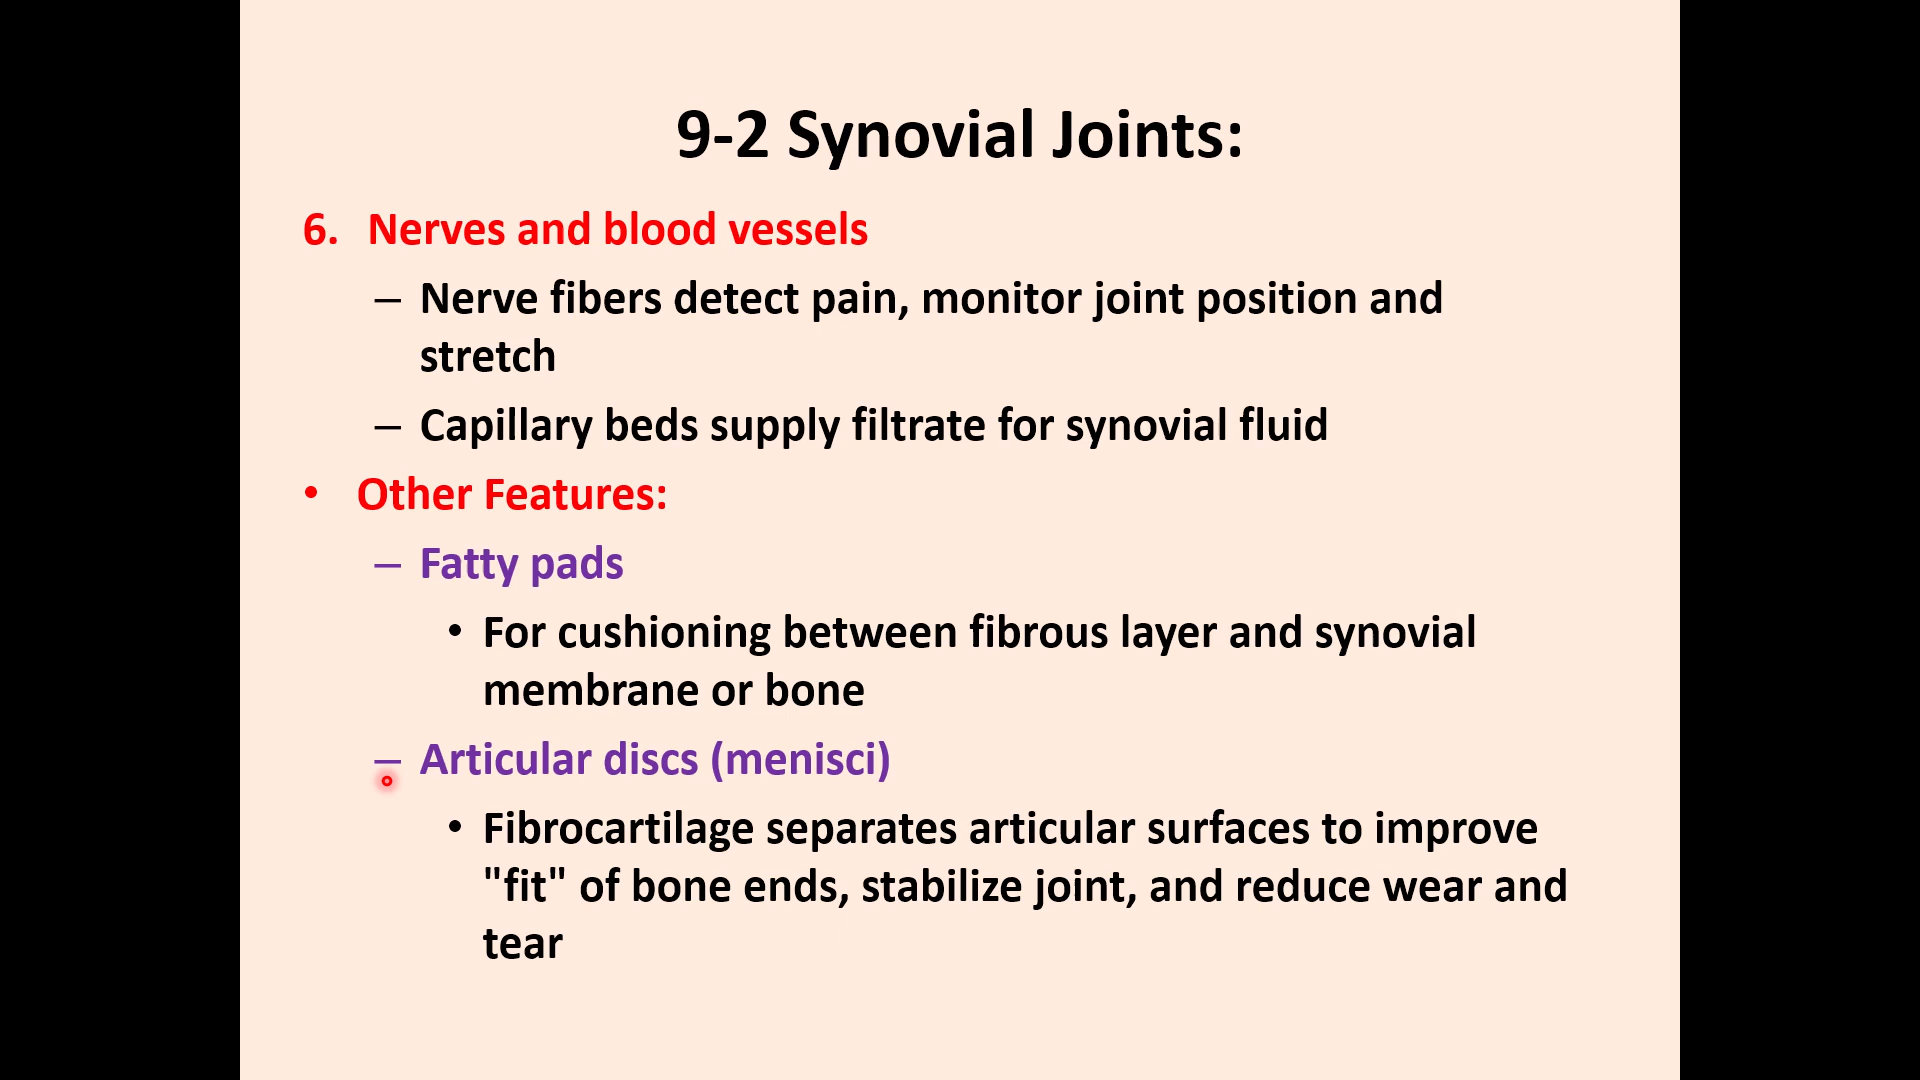 9-2 Synovial Joints:
6. Nerves and blood vessels
– Nerve fibers detect pain, monitor joint position and
stretch
– Capillary beds supply filtrate for synovial fluid
• Other Features:
– Fatty pads
• For cushioning between fibrous layer and synovial
membrane or bone
– Articular discs (menisci)
• Fibrocartilage separates articular surfaces to improve
"fit" of bone ends, stabilize joint, and reduce wear and
tear